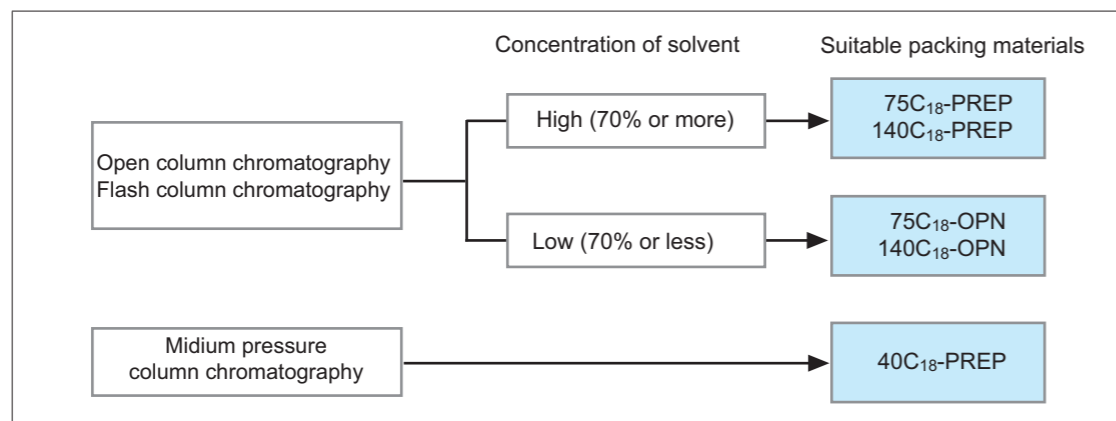 Concentration of solvent
Suitable packing materials
Open column chromatography
Flash column chromatography
High (70% or more)
75C₁₈-PREP
140C₁₈-PREP
Low (70% or less)
75C₁₈-OPN
140C₁₈-OPN
Midium pressure
column chromatography
40C₁₈-PREP